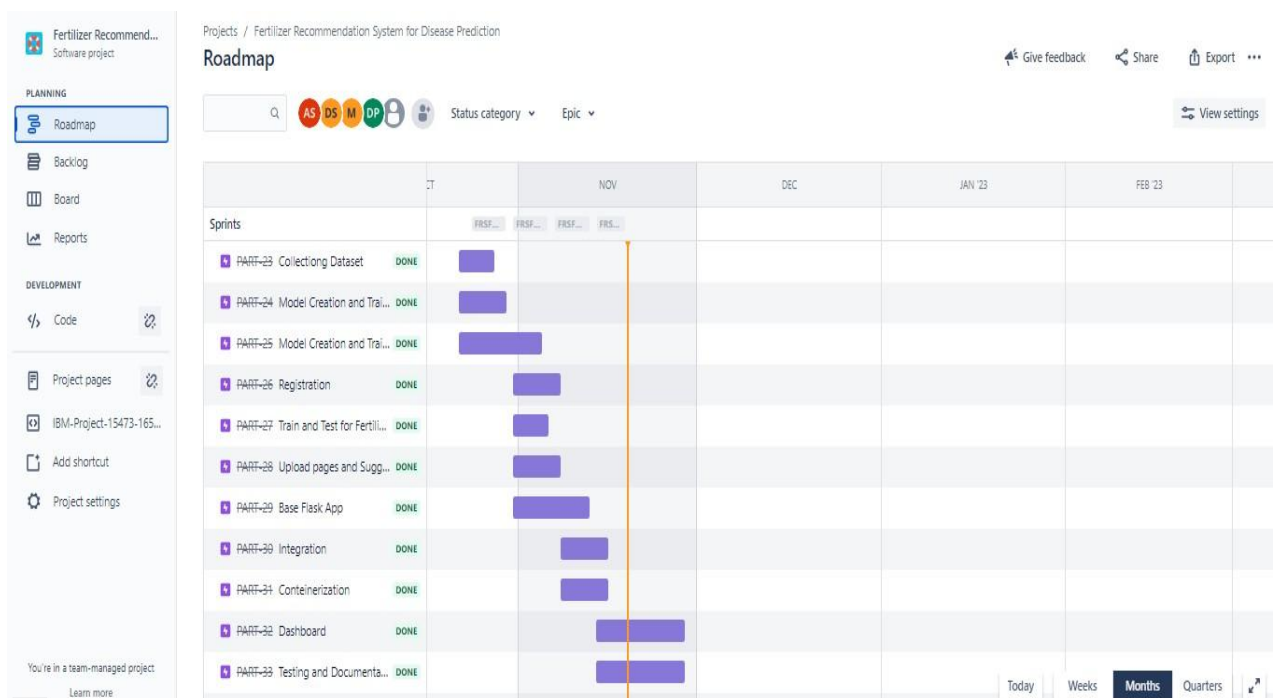 Fertilizer Recommend...
Software project
PLANNING
Roadmap
Backlog
Board
Reports
DEVELOPMENT
Code
Project pages
IBM-Project-15473-165...
Add shortcut
Project settings
You're in a team-managed project
Learn more
Projects / Fertilizer Recommendation System for Disease Prediction
Roadmap
Give feedback Share Export
AS DS M DP Status category Epic View settings
CT NOV DEC JAN '23 FEB '23
Sprints FRSF... FRSF... FRSF... FRS...
PART-23 Collectiong Dataset DONE
PART-24 Model Creation and Trai... DONE
PART-25 Model Creation and Trai... DONE
PART-26 Registration DONE
PART-27 Train and Test for Fertili... DONE
PART-28 Upload pages and Sugg... DONE
PART-29 Base Flask App DONE
PART-30 Integration DONE
PART-31 Conteinerization DONE
PART-32 Dashboard DONE
PART-33 Testing and Documenta... DONE
Today Weeks Months Quarters